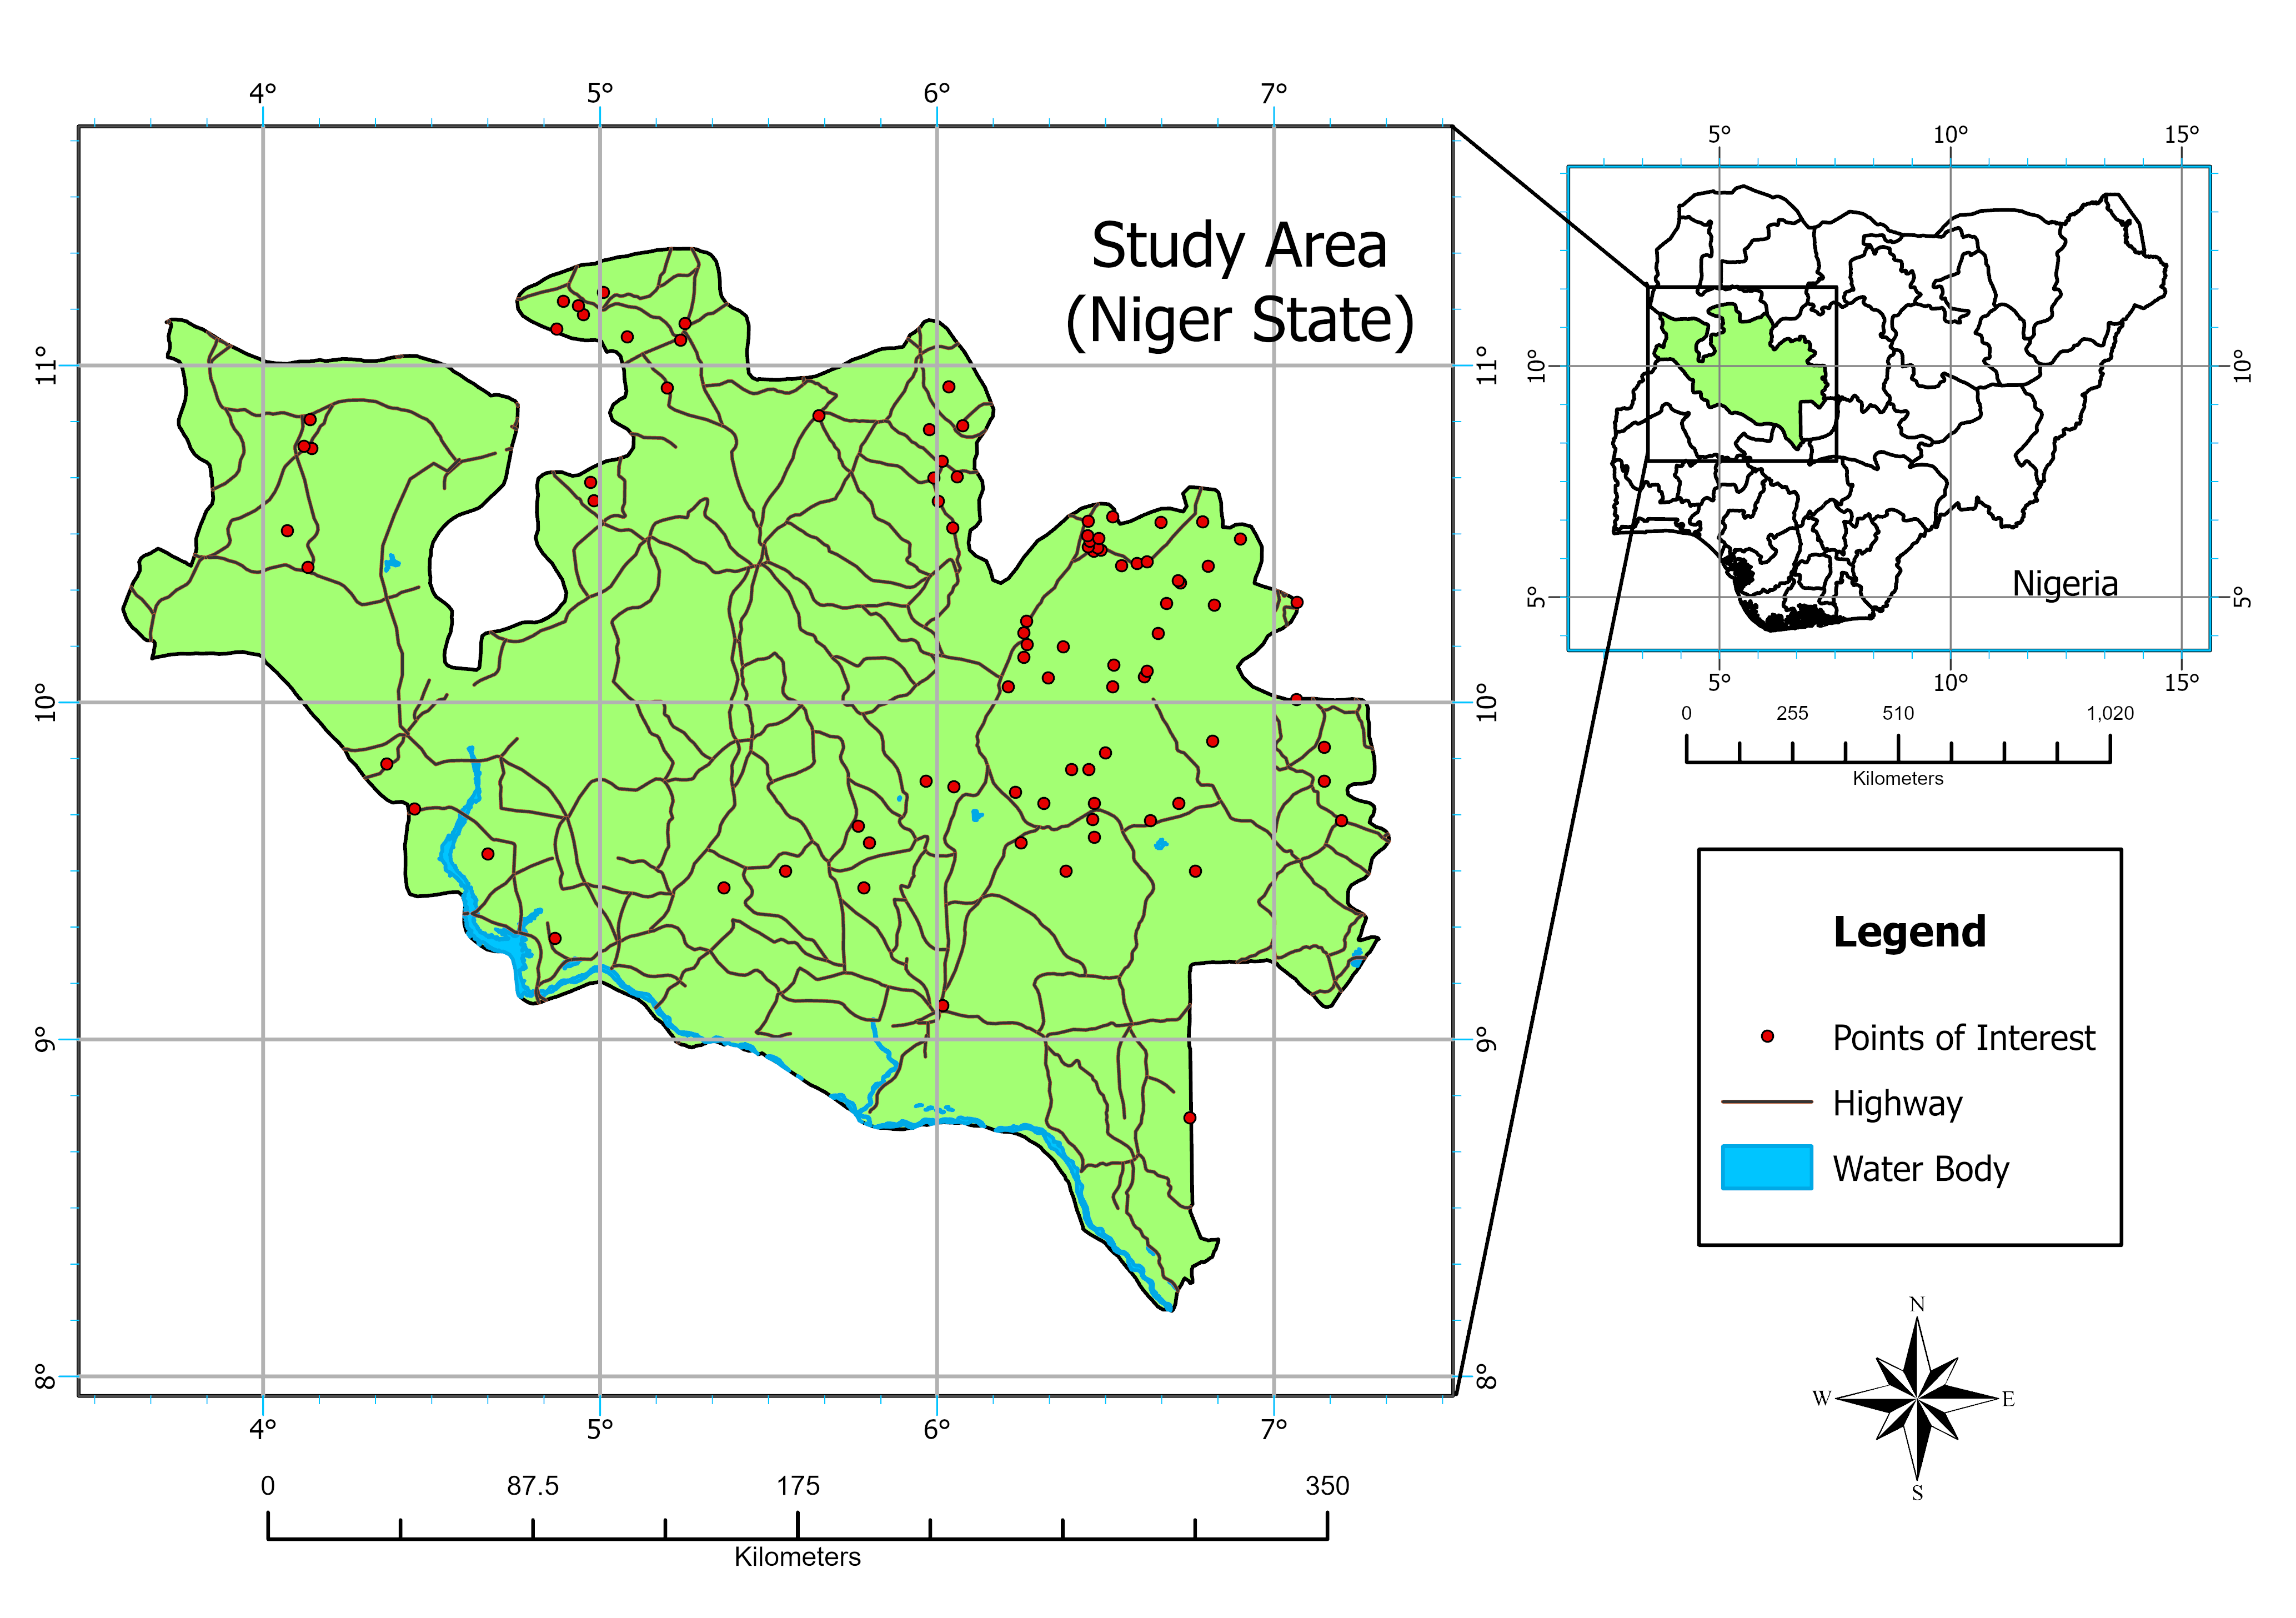 4° 5° 6° 7°
Study Area
(Niger State)
11° 11°
10° 10°
9° 9°
8° 8°
4° 5° 6° 7°
0 87.5 175 350
Kilometers
5° 10° 15°
10° 10°
5° 5°
Nigeria
5° 10° 15°
0 255 510 1,020
Kilometers
Legend
Points of Interest
Highway
Water Body
N
W E
S